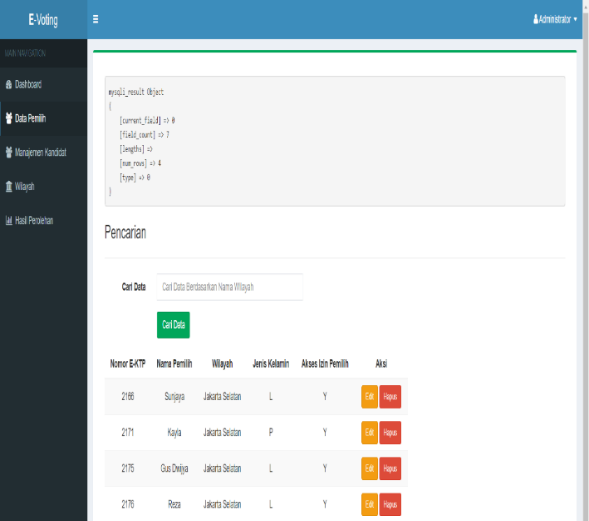 E-Voting
Administrator
MAIN NAVIGATION
Dashboard
Data Pemilih
Manajemen Kandidat
Wilayah
Hasil Perolehan
mysqli_result Object
(
[current_field] => 0
[field_count] => 7
[lengths] =>
[num_rows] => 4
[type] => 0
)
Pencarian
Cari Data Cari Data Berdasarkan Nama Wilayah
Cari Data
Nomor E-KTP Nama Pemilih Wilayah Jenis Kelamin Akses Izin Pemilih Aksi
2166 Sunjaya Jakarta Selatan L Y Edit Hapus
2171 Kayla Jakarta Selatan P Y Edit Hapus
2175 Gus Dwijya Jakarta Selatan L Y Edit Hapus
2176 Reza Jakarta Selatan L Y Edit Hapus